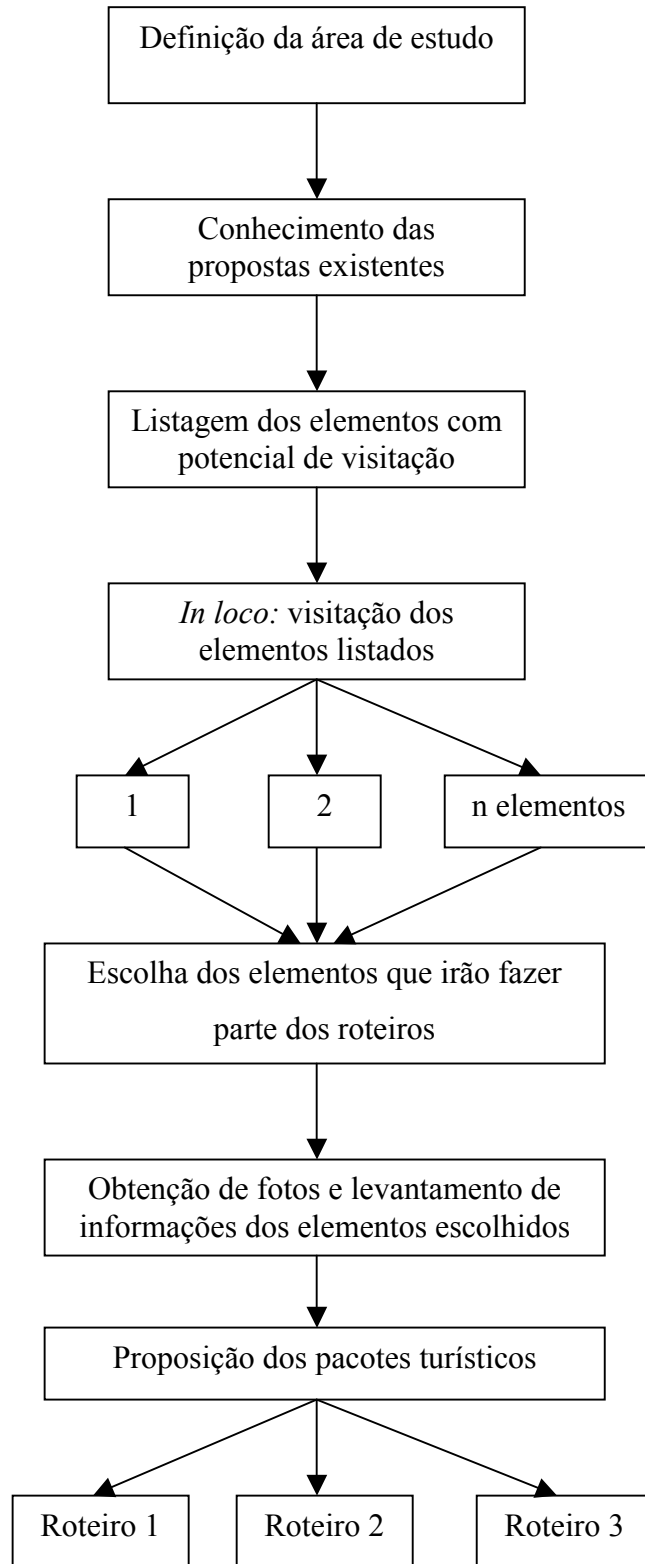 Definição da área de estudo
Conhecimento das
propostas existentes
Listagem dos elementos com
potencial de visitação
In loco: visitação dos
elementos listados
1
2
n elementos
Escolha dos elementos que irão fazer
parte dos roteiros
Obtenção de fotos e levantamento de
informações dos elementos escolhidos
Proposição dos pacotes turísticos
Roteiro 1
Roteiro 2
Roteiro 3